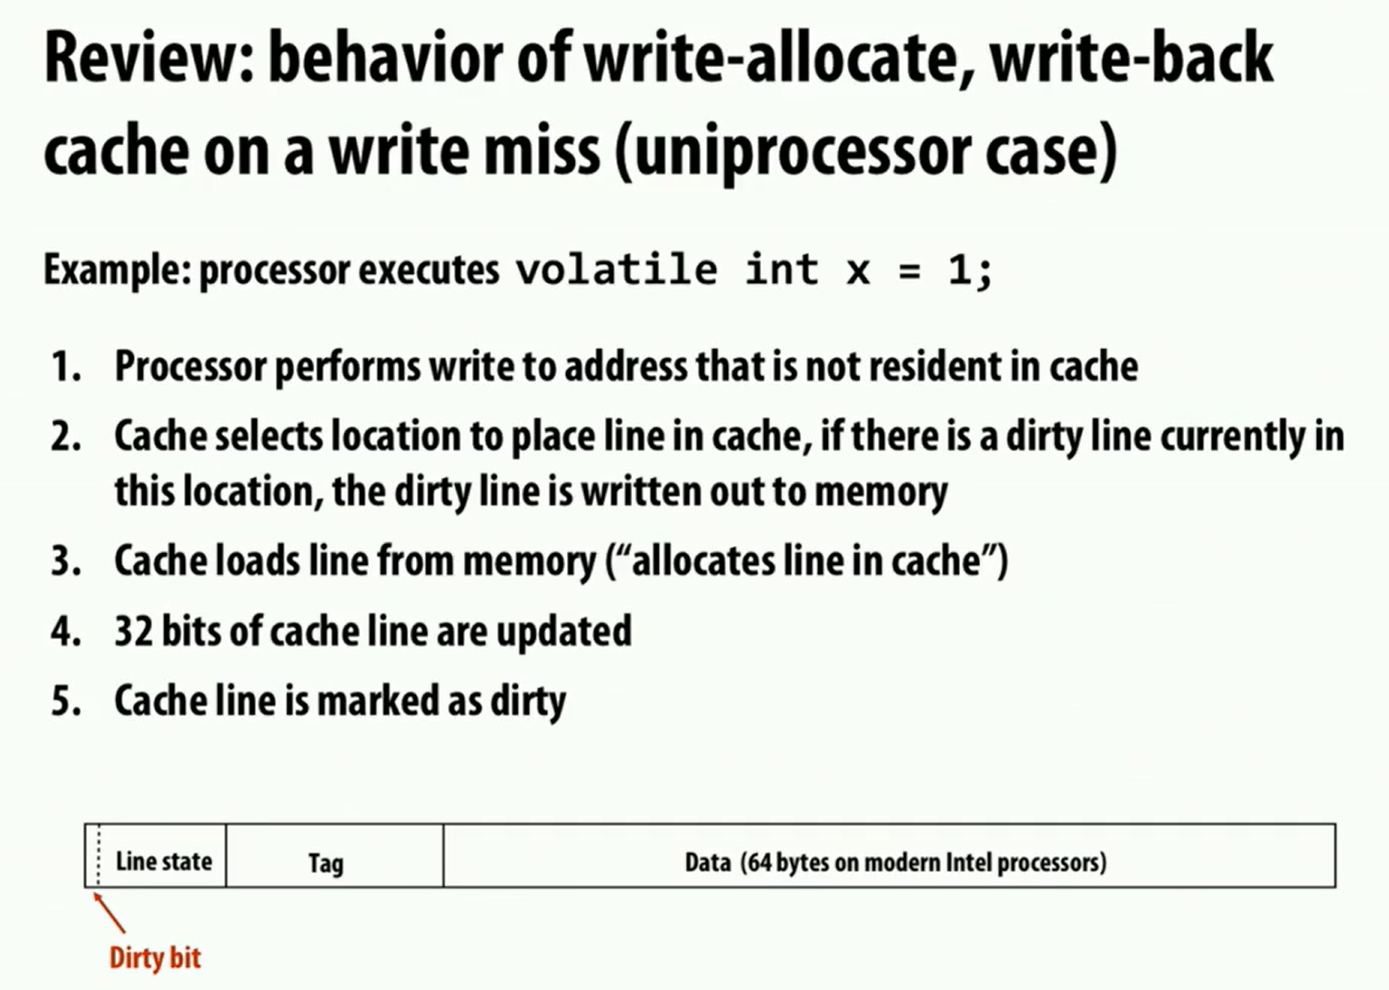 Review: behavior of write-allocate, write-back
cache on a write miss (uniprocessor case)
Example: processor executes volatile int x = 1;
1. Processor performs write to address that is not resident in cache
2. Cache selects location to place line in cache, if there is a dirty line currently in
this location, the dirty line is written out to memory
3. Cache loads line from memory (“allocates line in cache”)
4. 32 bits of cache line are updated
5. Cache line is marked as dirty
Line state Tag Data (64 bytes on modern Intel processors)
Dirty bit